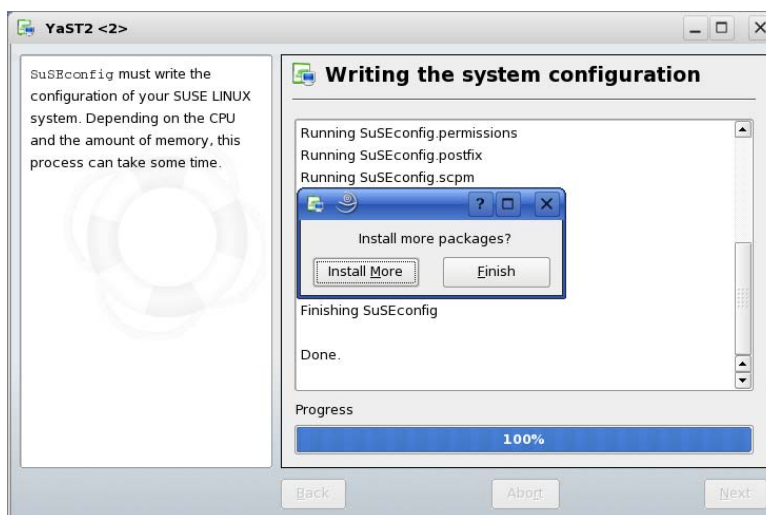 YaST2 <2>
SuSEconfig must write the
configuration of your SUSE LINUX
system. Depending on the CPU
and the amount of memory, this
process can take some time.
Writing the system configuration
Running SuSEconfig.permissions
Running SuSEconfig.postfix
Running SuSEconfig.scpm
Install more packages?
Install More
Finish
Finishing SuSEconfig
Done.
Progress
100%
Back
Abort
Next